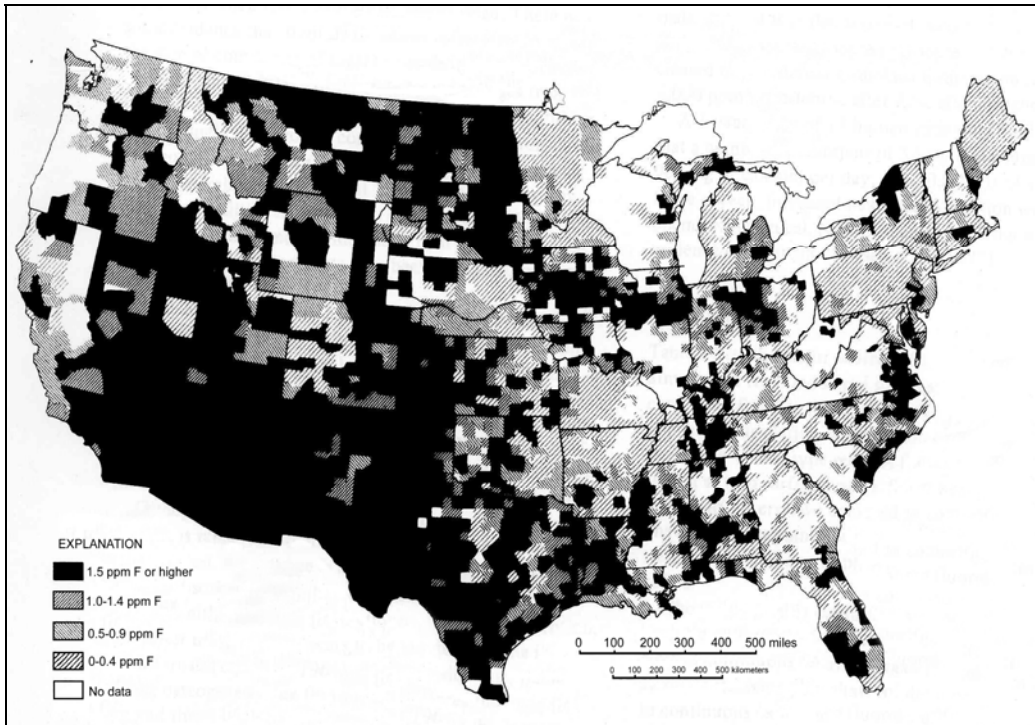 EXPLANATION
1.5 ppm F or higher
1.0-1.4 ppm F
0.5-0.9 ppm F
0-0.4 ppm F
No data
0 100 200 300 400 500 miles
0 100 200 300 400 500 kilometers